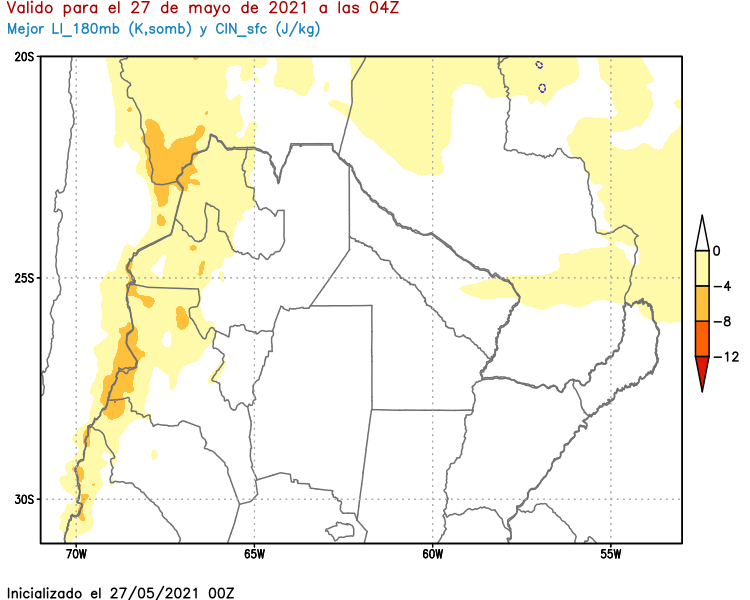 Valido para el 27 de mayo de 2021 a las 04Z
Mejor LI_180mb (K,somb) y CIN_sfc (J/kg)
20S
25S
30S
70W 65W 60W 55W
0
−4
−8
−12
Inicializado el 27/05/2021 00Z